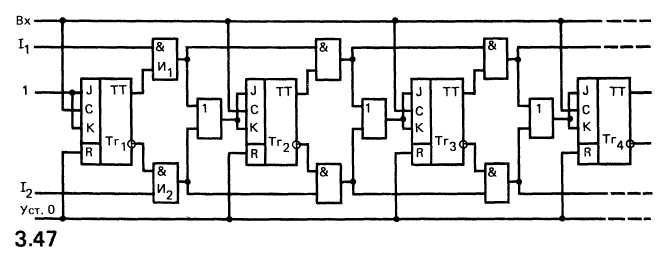 Вх
I₁ & & &
И₁
1 J TT 1 J TT 1 J TT 1 J TT
C C C C
K K K K
Tr₁ Tr₂ Tr₃ Tr₄
R R R R
& & &
I₂ И₂
Уст. 0
3.47